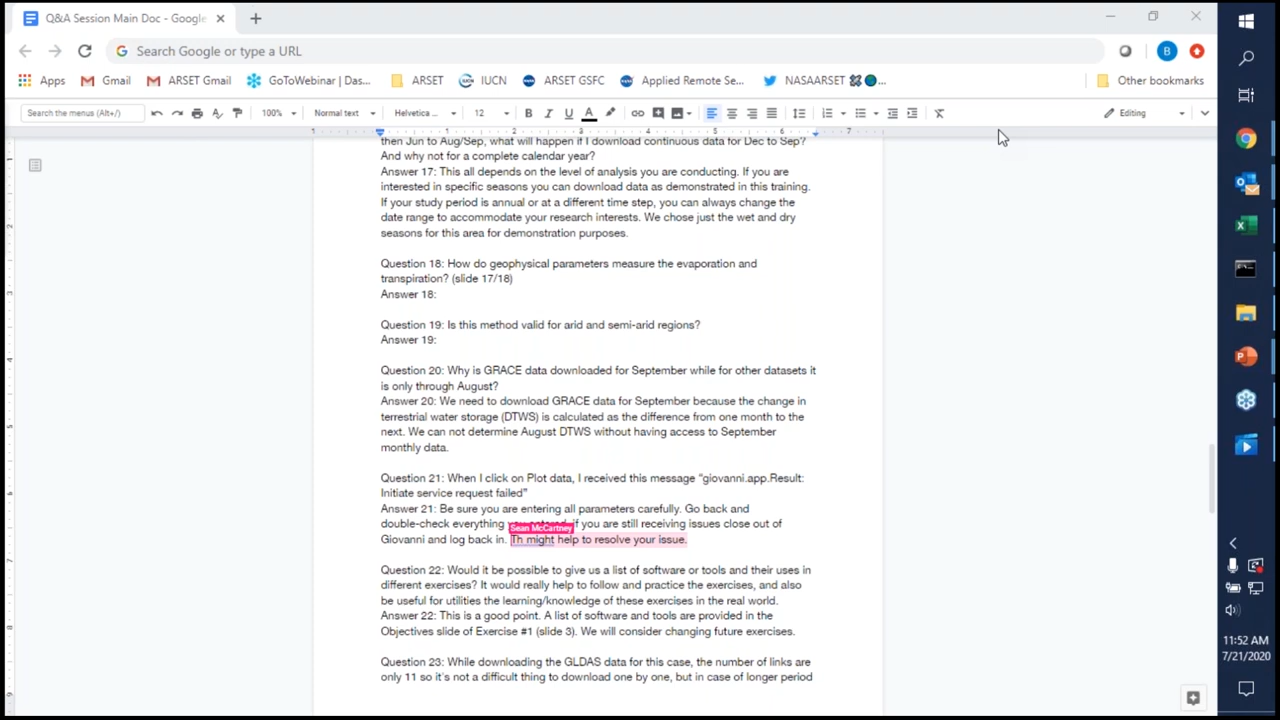 Q&A Session Main Doc - Google
Search Google or type a URL
B
Apps
Gmail
ARSET Gmail
GoToWebinar | Das...
ARSET
IUCN
ARSET GSFC
Applied Remote Se...
NASAARSET
...
Other bookmarks
Search the menus (Alt+/)
100%
Normal text
Helvetica ...
12
B I U A
Editing
1 1 2 3 4 5 6 7
then Jun to Aug/Sep, what will happen if I download continuous data for Dec to Sep?
And why not for a complete calendar year?
Answer 17: This all depends on the level of analysis you are conducting. If you are
interested in specific seasons you can download data as demonstrated in this training.
If your study period is annual or at a different time step, you can always change the
date range to accommodate your research interests. We chose just the wet and dry
seasons for this area for demonstration purposes.
Question 18: How do geophysical parameters measure the evaporation and
transpiration? (slide 17/18)
Answer 18:
Question 19: Is this method valid for arid and semi-arid regions?
Answer 19:
Question 20: Why is GRACE data downloaded for September while for other datasets it
is only through August?
Answer 20: We need to download GRACE data for September because the change in
terrestrial water storage (DTWS) is calculated as the difference from one month to the
next. We can not determine August DTWS without having access to September
monthly data.
Question 21: When I click on Plot data, I received this message “giovanni.app.Result:
Initiate service request failed”
Answer 21: Be sure you are entering all parameters carefully. Go back and
double-check everything if you are still receiving issues close out of
Sean McCartney
Giovanni and log back in. Th might help to resolve your issue.
Question 22: Would it be possible to give us a list of software or tools and their uses in
different exercises? It would really help to follow and practice the exercises, and also
be useful for utilities the learning/knowledge of these exercises in the real world.
Answer 22: This is a good point. A list of software and tools are provided in the
Objectives slide of Exercise #1 (slide 3). We will consider changing future exercises.
Question 23: While downloading the GLDAS data for this case, the number of links are
only 11 so it's not a difficult thing to download one by one, but in case of longer period
11:52 AM
7/21/2020